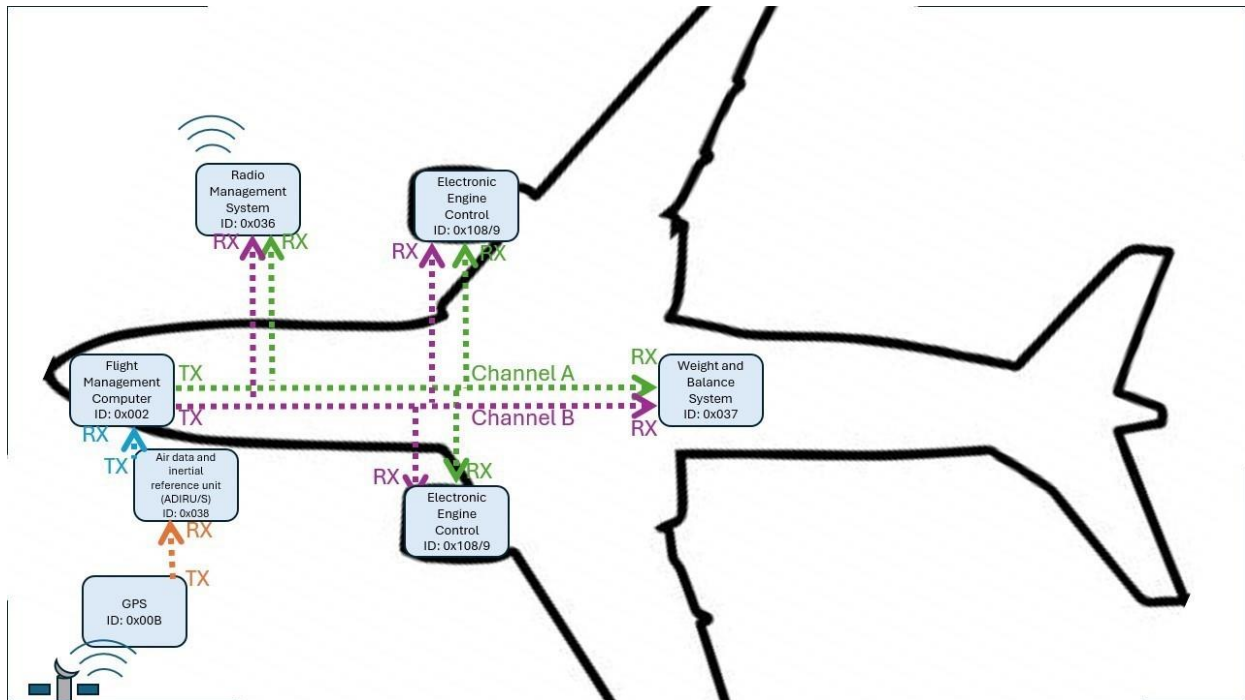 Radio
Management
System
ID: 0x036
RX
RX
Electronic
Engine
Control
ID: 0x108/9
RX
RX
Flight
Management
Computer
ID: 0x002
TX
TX
Channel A
Channel B
RX
RX
Weight and
Balance
System
ID: 0x037
RX
TX
Air data and
inertial
reference unit
(ADIRU/S)
ID: 0x038
RX
RX
Electronic
Engine
Control
ID: 0x108/9
RX
TX
GPS
ID: 0x00B